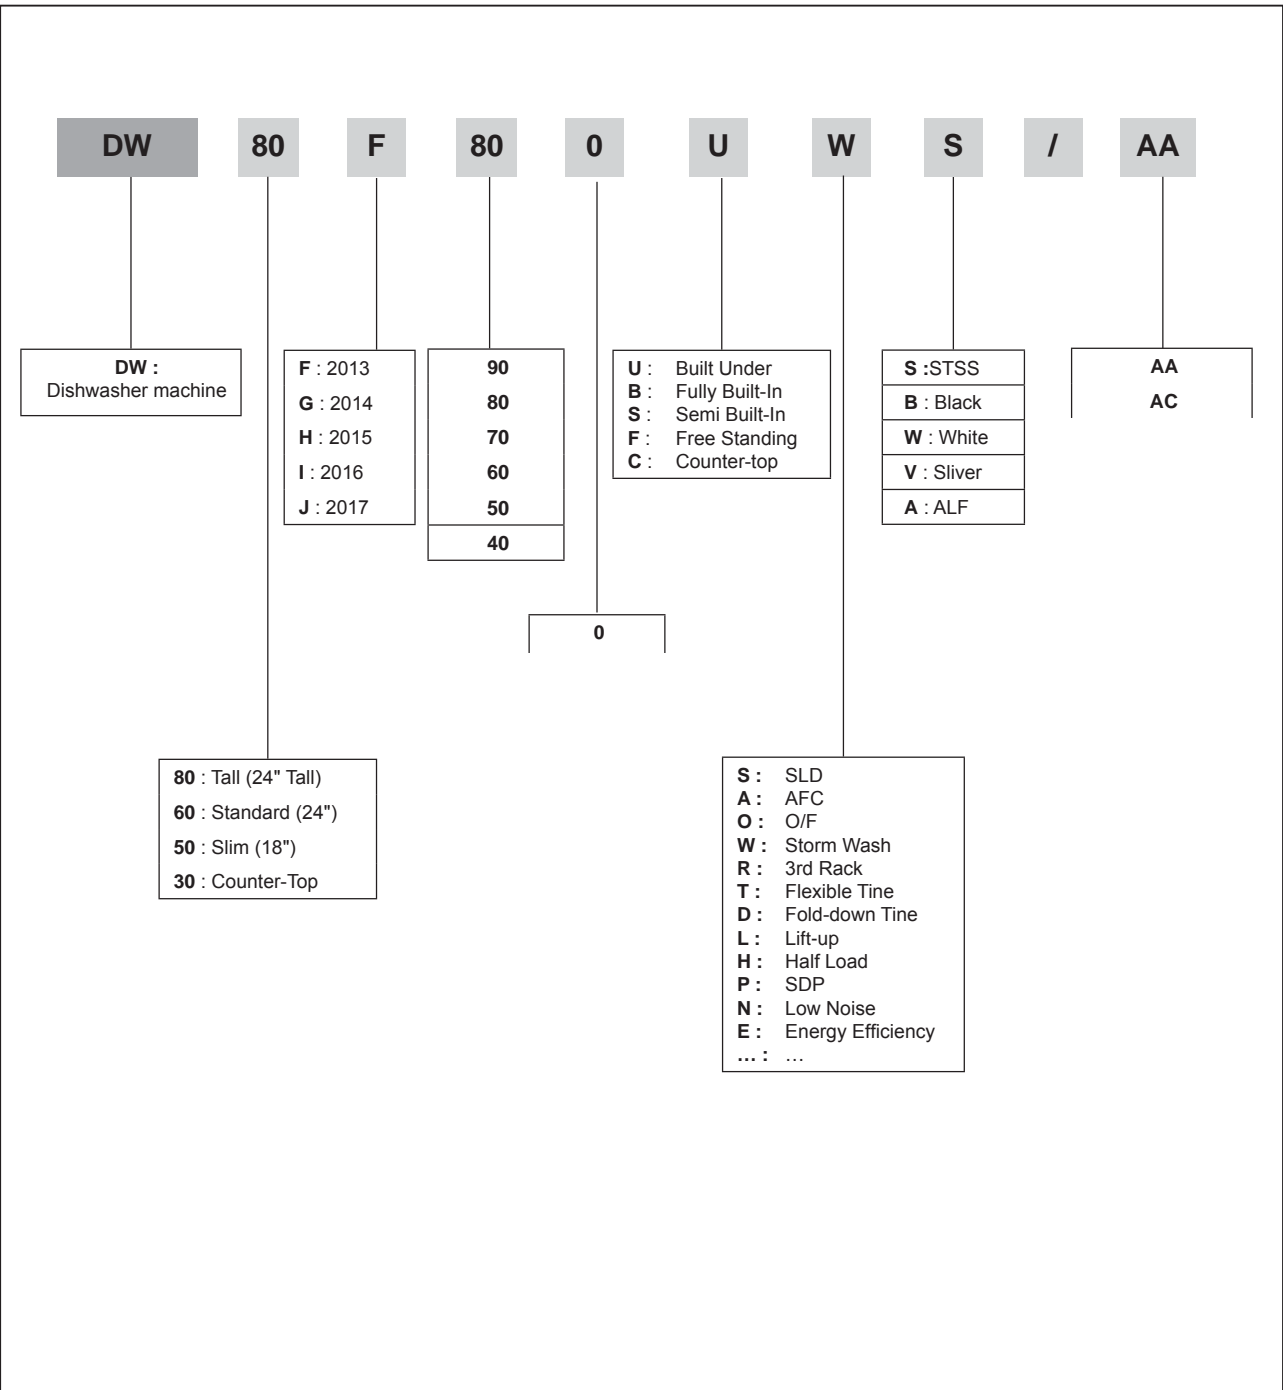 DW 80 F 80 0 U W S / AA
DW :
Dishwasher machine
F : 2013
G : 2014
H : 2015
I : 2016
J : 2017
90
80
70
60
50
40
U : Built Under
B : Fully Built-In
S : Semi Built-In
F : Free Standing
C : Counter-top
S :STSS
B : Black
W : White
V : Sliver
A : ALF
AA
AC
0
80 : Tall (24" Tall)
60 : Standard (24")
50 : Slim (18")
30 : Counter-Top
S : SLD
A : AFC
O : O/F
W : Storm Wash
R : 3rd Rack
T : Flexible Tine
D : Fold-down Tine
L : Lift-up
H : Half Load
P : SDP
N : Low Noise
E : Energy Efficiency
… : …